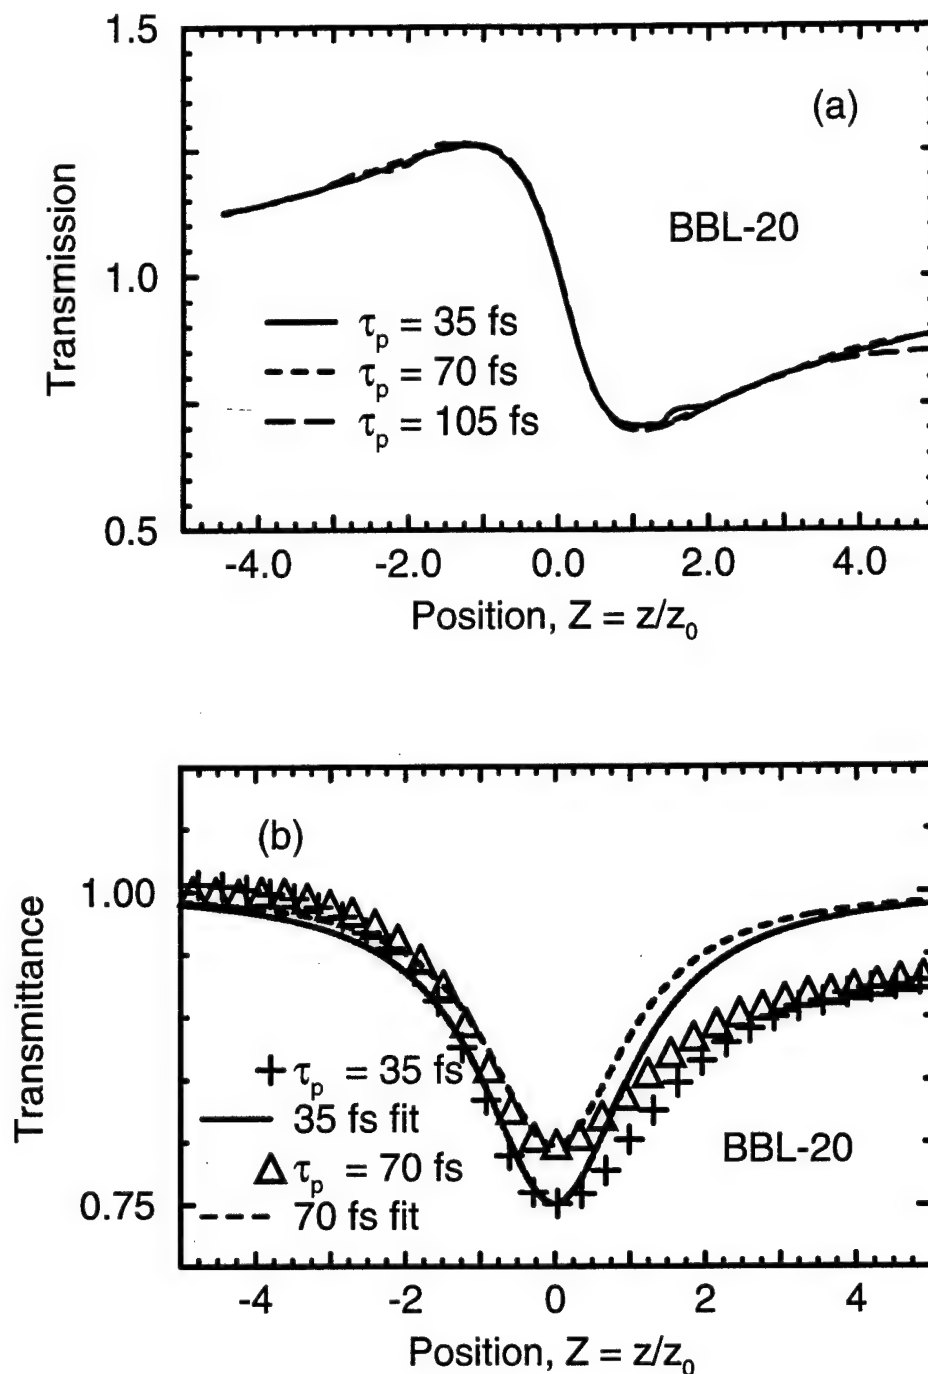 1.5
(a)
BBL-20
1.0
Transmission
τp = 35 fs
τp = 70 fs
τp = 105 fs
0.5
-4.0 -2.0 0.0 2.0 4.0
Position, Z = z/z0
(b)
1.00
Transmittance
τp = 35 fs
35 fs fit
τp = 70 fs
BBL-20
0.75
70 fs fit
-4 -2 0 2 4
Position, Z = z/z0